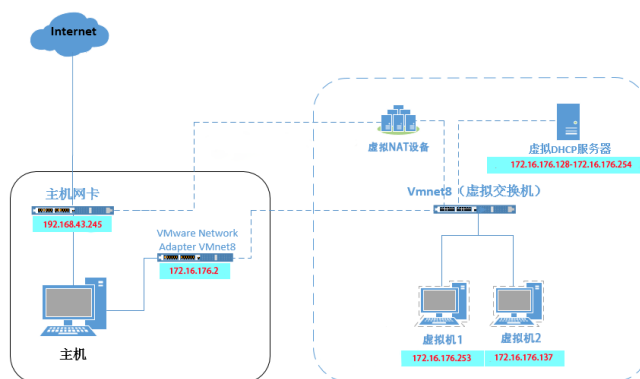 Internet
虚拟NAT设备
虚拟DHCP服务器
172.16.176.128-172.16.176.254
主机网卡
192.168.43.245
Vmnet8（虚拟交换机）
VMware Network
Adapter VMnet8
172.16.176.2
主机
虚拟机1
虚拟机2
172.16.176.253
172.16.176.137